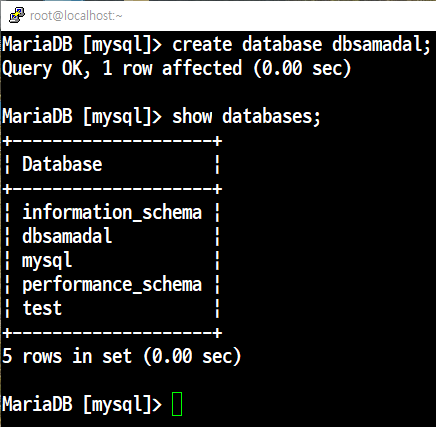 root@localhost:~
MariaDB [mysql]> create database dbsamadal;
Query OK, 1 row affected (0.00 sec)
MariaDB [mysql]> show databases;
+--------------------+
¦ Database           ¦
+--------------------+
¦ information_schema ¦
¦ dbsamadal          ¦
¦ mysql              ¦
¦ performance_schema ¦
¦ test               ¦
+--------------------+
5 rows in set (0.00 sec)
MariaDB [mysql]>